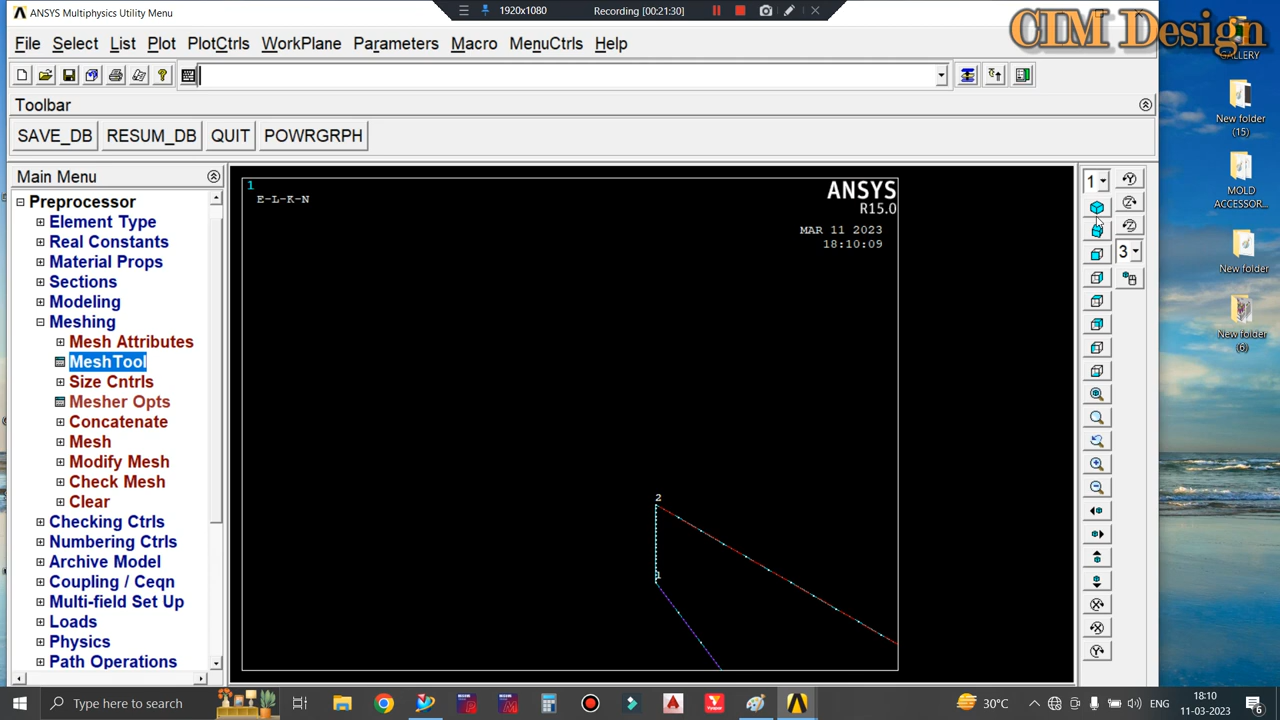 ANSYS Multiphysics Utility Menu
1920x1080
Recording [00:21:30]
CIM Design
File Select List Plot PlotCtrls WorkPlane Parameters Macro MenuCtrls Help
GALLERY
Toolbar
SAVE_DB RESUM_DB QUIT POWRGRPH
New folder
(15)
Main Menu
Preprocessor
Element Type
Real Constants
Material Props
Sections
Modeling
Meshing
Mesh Attributes
MeshTool
Size Cntrls
Mesher Opts
Concatenate
Mesh
Modify Mesh
Check Mesh
Clear
Checking Ctrls
Numbering Ctrls
Archive Model
Coupling / Ceqn
Multi-field Set Up
Loads
Physics
Path Operations
1
E-L-K-N
ANSYS
R15.0
MAR 11 2023
18:10:09
2
1
1
3
MOLD
ACCESSOR...
New folder
New folder
(6)
Type here to search
30°C
ENG
18:10
11-03-2023
6